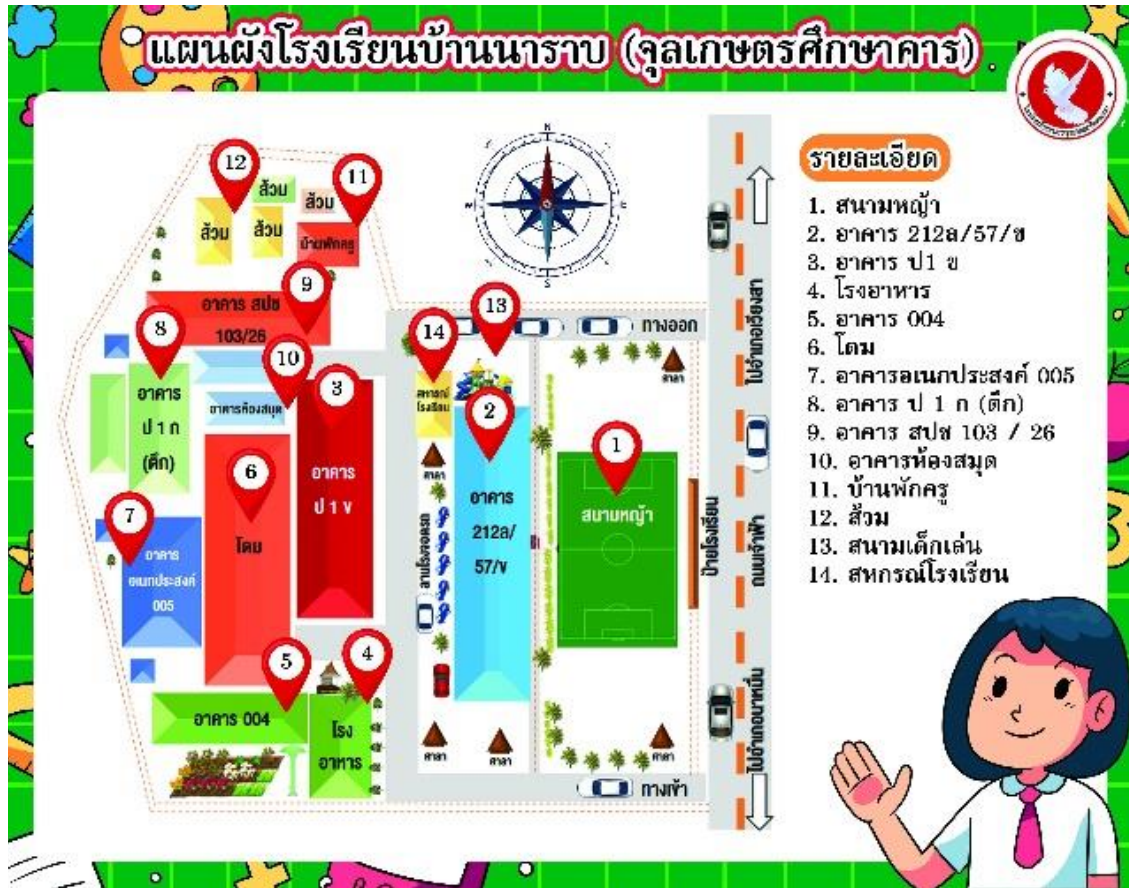 แผนผังโรงเรียนบ้านนาราบ (จุลเกษตรศึกษาคาร)
รายละเอียด
1. สนามหญ้า
2. อาคาร 212ล/57/ข
3. อาคาร ป1 ข
4. โรงอาหาร
5. อาคาร 004
6. โดม
7. อาคารอเนกประสงค์ 005
8. อาคาร ป 1 ก (ตึก)
9. อาคาร สปช 103 / 26
10. อาคารห้องสมุด
11. บ้านพักครู
12. ส้วม
13. สนามเด็กเล่น
14. สหกรณ์โรงเรียน
N
S
12
ส้วม
ส้วม
11
ส้วม
ส้วม
บ้านพักครู
9
อาคาร สปช
103/26
8
อาคาร
ป 1 ก
(ตึก)
10
อาคารห้องสมุด
3
อาคาร
ป 1 ข
6
โดม
7
อาคาร
อเนกประสงค์
005
5
อาคาร 004
4
โรง
อาหาร
14
สหกรณ์
โรงเรียน
13
2
อาคาร
212ล/
57/ข
ศาลา
ลานโรงจอดรถ
ศาลา
ศาลา
1
สนามหญ้า
ทางออก
ศาลา
ป้ายโรงเรียน
ศาลา
ทางเข้า
ไปอำเภอเวียงสา
ถนนเจ้าฟ้า
ไปอำเภอนาหมื่น